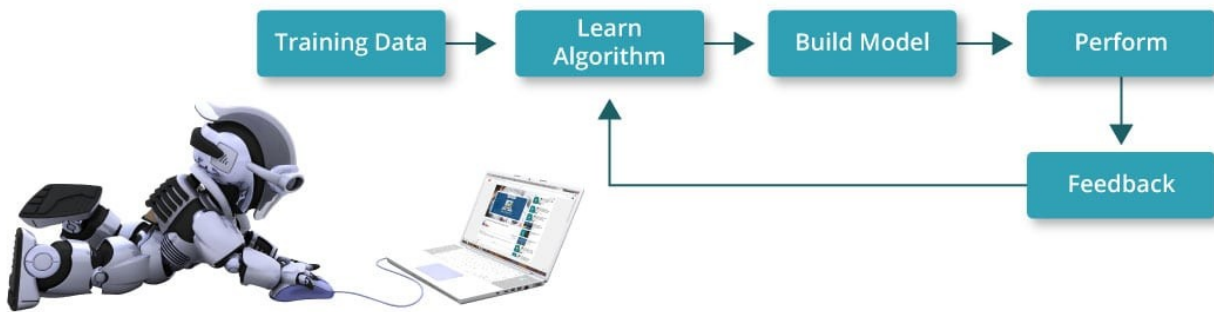 Training Data
Learn
Algorithm
Build Model
Perform
Feedback